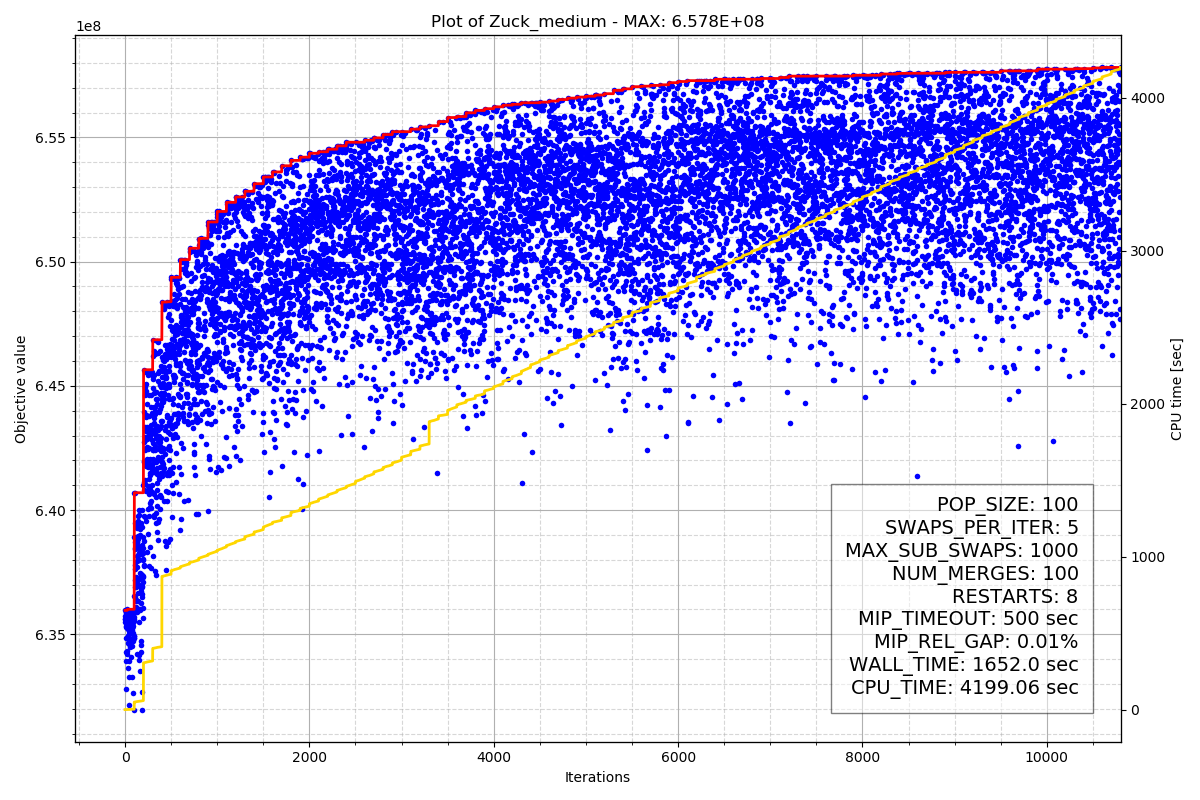 Plot of Zuck_medium - MAX: 6.578E+08
1e8
6.55
6.50
6.45
6.40
6.35
Objective value
4000
3000
2000
1000
0
CPU time [sec]
POP_SIZE: 100
SWAPS_PER_ITER: 5
MAX_SUB_SWAPS: 1000
NUM_MERGES: 100
RESTARTS: 8
MIP_TIMEOUT: 500 sec
MIP_REL_GAP: 0.01%
WALL_TIME: 1652.0 sec
CPU_TIME: 4199.06 sec
0 2000 4000 6000 8000 10000
Iterations